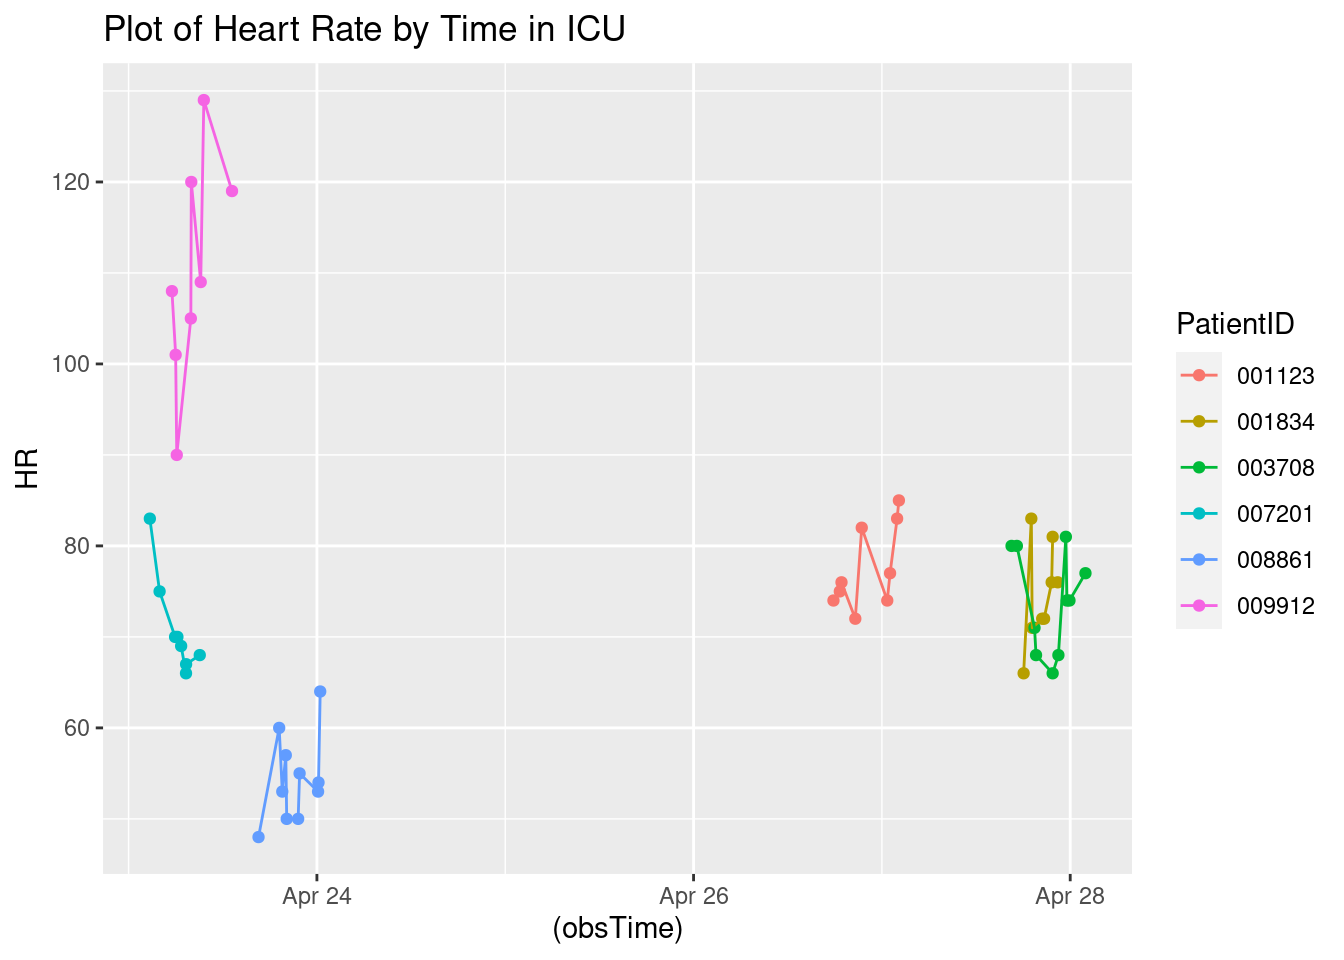 Plot of Heart Rate by Time in ICU
120
100
80
60
HR
Apr 24
Apr 26
Apr 28
(obsTime)
PatientID
001123
001834
003708
007201
008861
009912